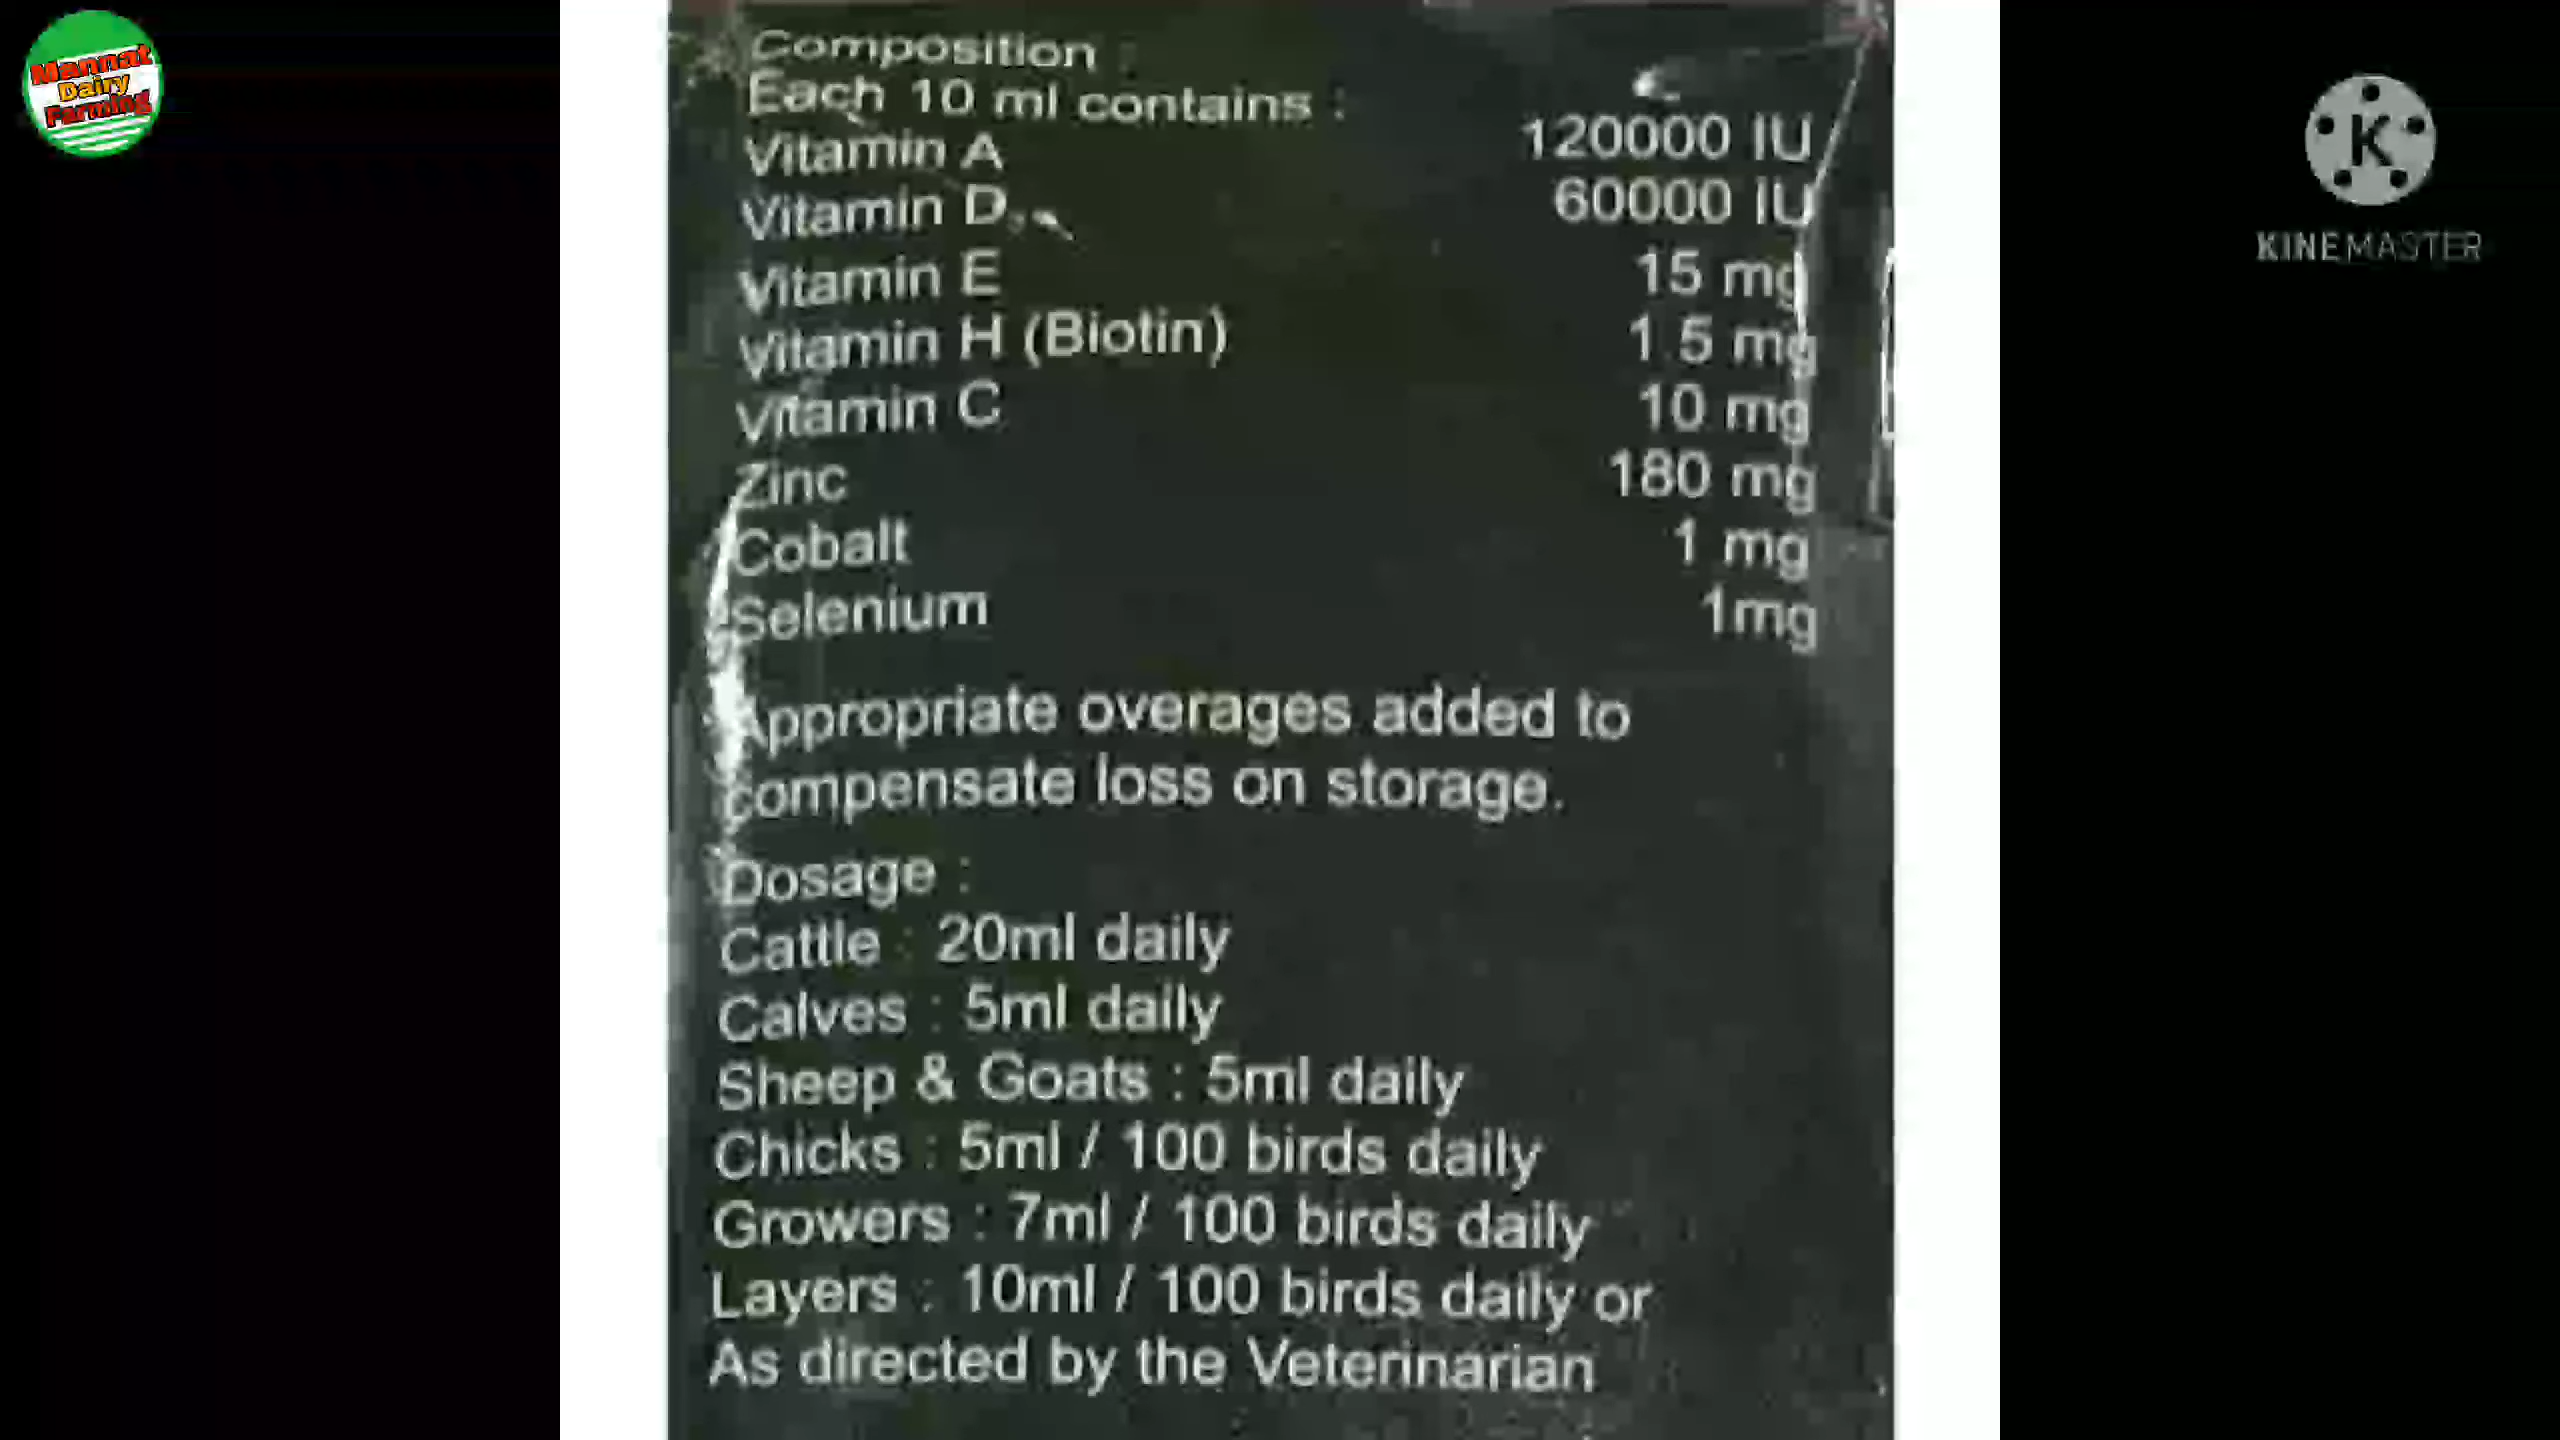 Mannat
Dairy
Farming
KINEMASTER
Composition :
Each 10 ml contains :
Vitamin A 120000 IU
Vitamin D3 60000 IU
Vitamin E 15 mg
Vitamin H (Biotin) 1.5 mg
Vitamin C 10 mg
Zinc 180 mg
Cobalt 1 mg
Selenium 1mg
Appropriate overages added to
compensate loss on storage.
Dosage :
Cattle : 20ml daily
Calves : 5ml daily
Sheep & Goats : 5ml daily
Chicks : 5ml / 100 birds daily
Growers : 7ml / 100 birds daily
Layers : 10ml / 100 birds daily or
As directed by the Veterinarian